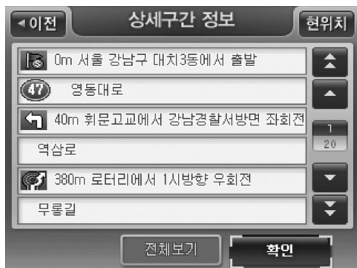 이전 상세구간 정보 현위치
0m 서울 강남구 대치3동에서 출발
47 영동대로
40m 휘문고교에서 강남경찰서방면 좌회전
역삼로
380m 로터리에서 1시방향 우회전
무릉길
1
20
전체보기 확인